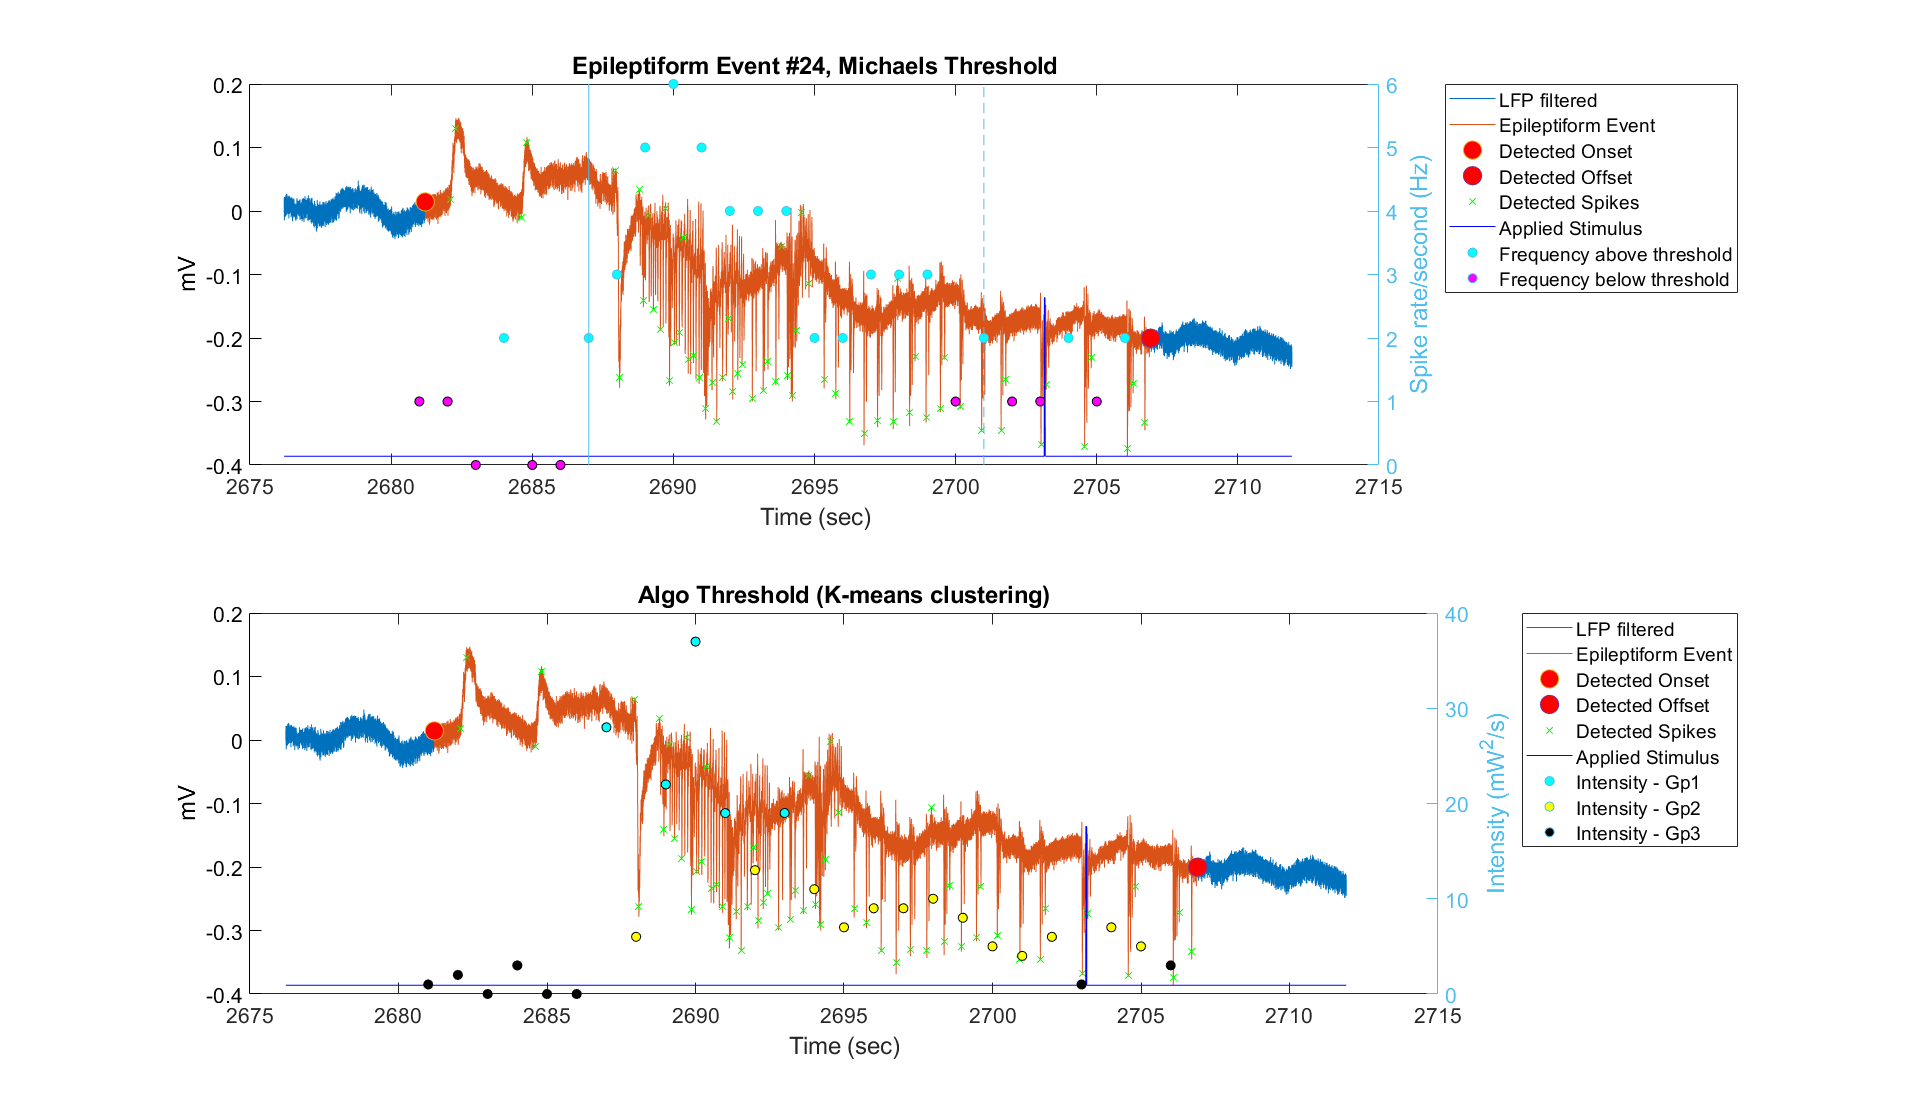 Epileptiform Event #24, Michaels Threshold
0.2
0.1
0
-0.1
-0.2
-0.3
-0.4
mV
2675 2680 2685 2690 2695 2700 2705 2710 2715
Time (sec)
6
5
4
3
2
1
0
Spike rate/second (Hz)
LFP filtered
Epileptiform Event
Detected Onset
Detected Offset
Detected Spikes
Applied Stimulus
Frequency above threshold
Frequency below threshold
Algo Threshold (K-means clustering)
0.2
0.1
0
-0.1
-0.2
-0.3
-0.4
mV
2675 2680 2685 2690 2695 2700 2705 2710 2715
Time (sec)
40
30
20
10
0
Intensity (mW^2/s)
LFP filtered
Epileptiform Event
Detected Onset
Detected Offset
Detected Spikes
Applied Stimulus
Intensity - Gp1
Intensity - Gp2
Intensity - Gp3